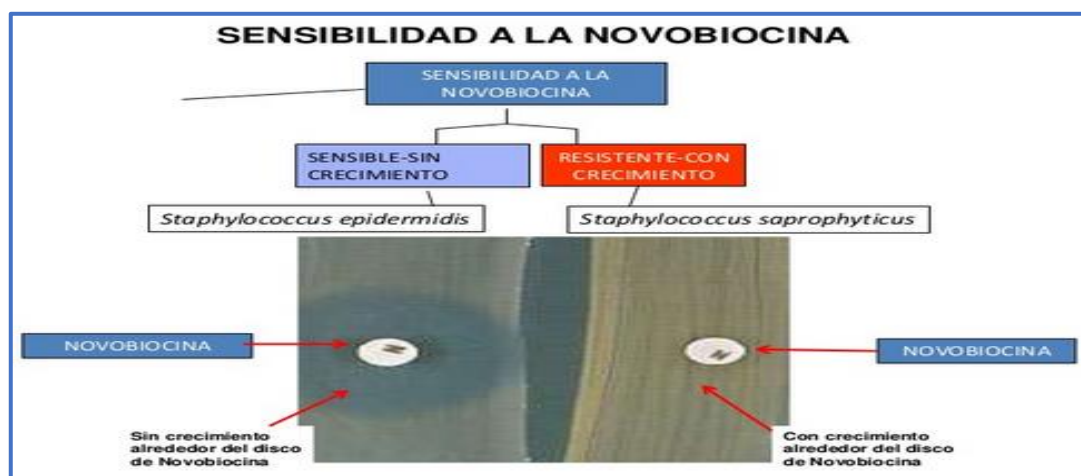 SENSIBILIDAD A LA NOVOBIOCINA
SENSIBILIDAD A LA
NOVOBIOCINA
SENSIBLE-SIN
CRECIMIENTO
RESISTENTE-CON
CRECIMIENTO
Staphylococcus epidermidis
Staphylococcus saprophyticus
NOVOBIOCINA
N
N
NOVOBIOCINA
Sin crecimiento
alrededor del disco
de Novobiocina
Con crecimiento
alrededor del disco
de Novobiocina